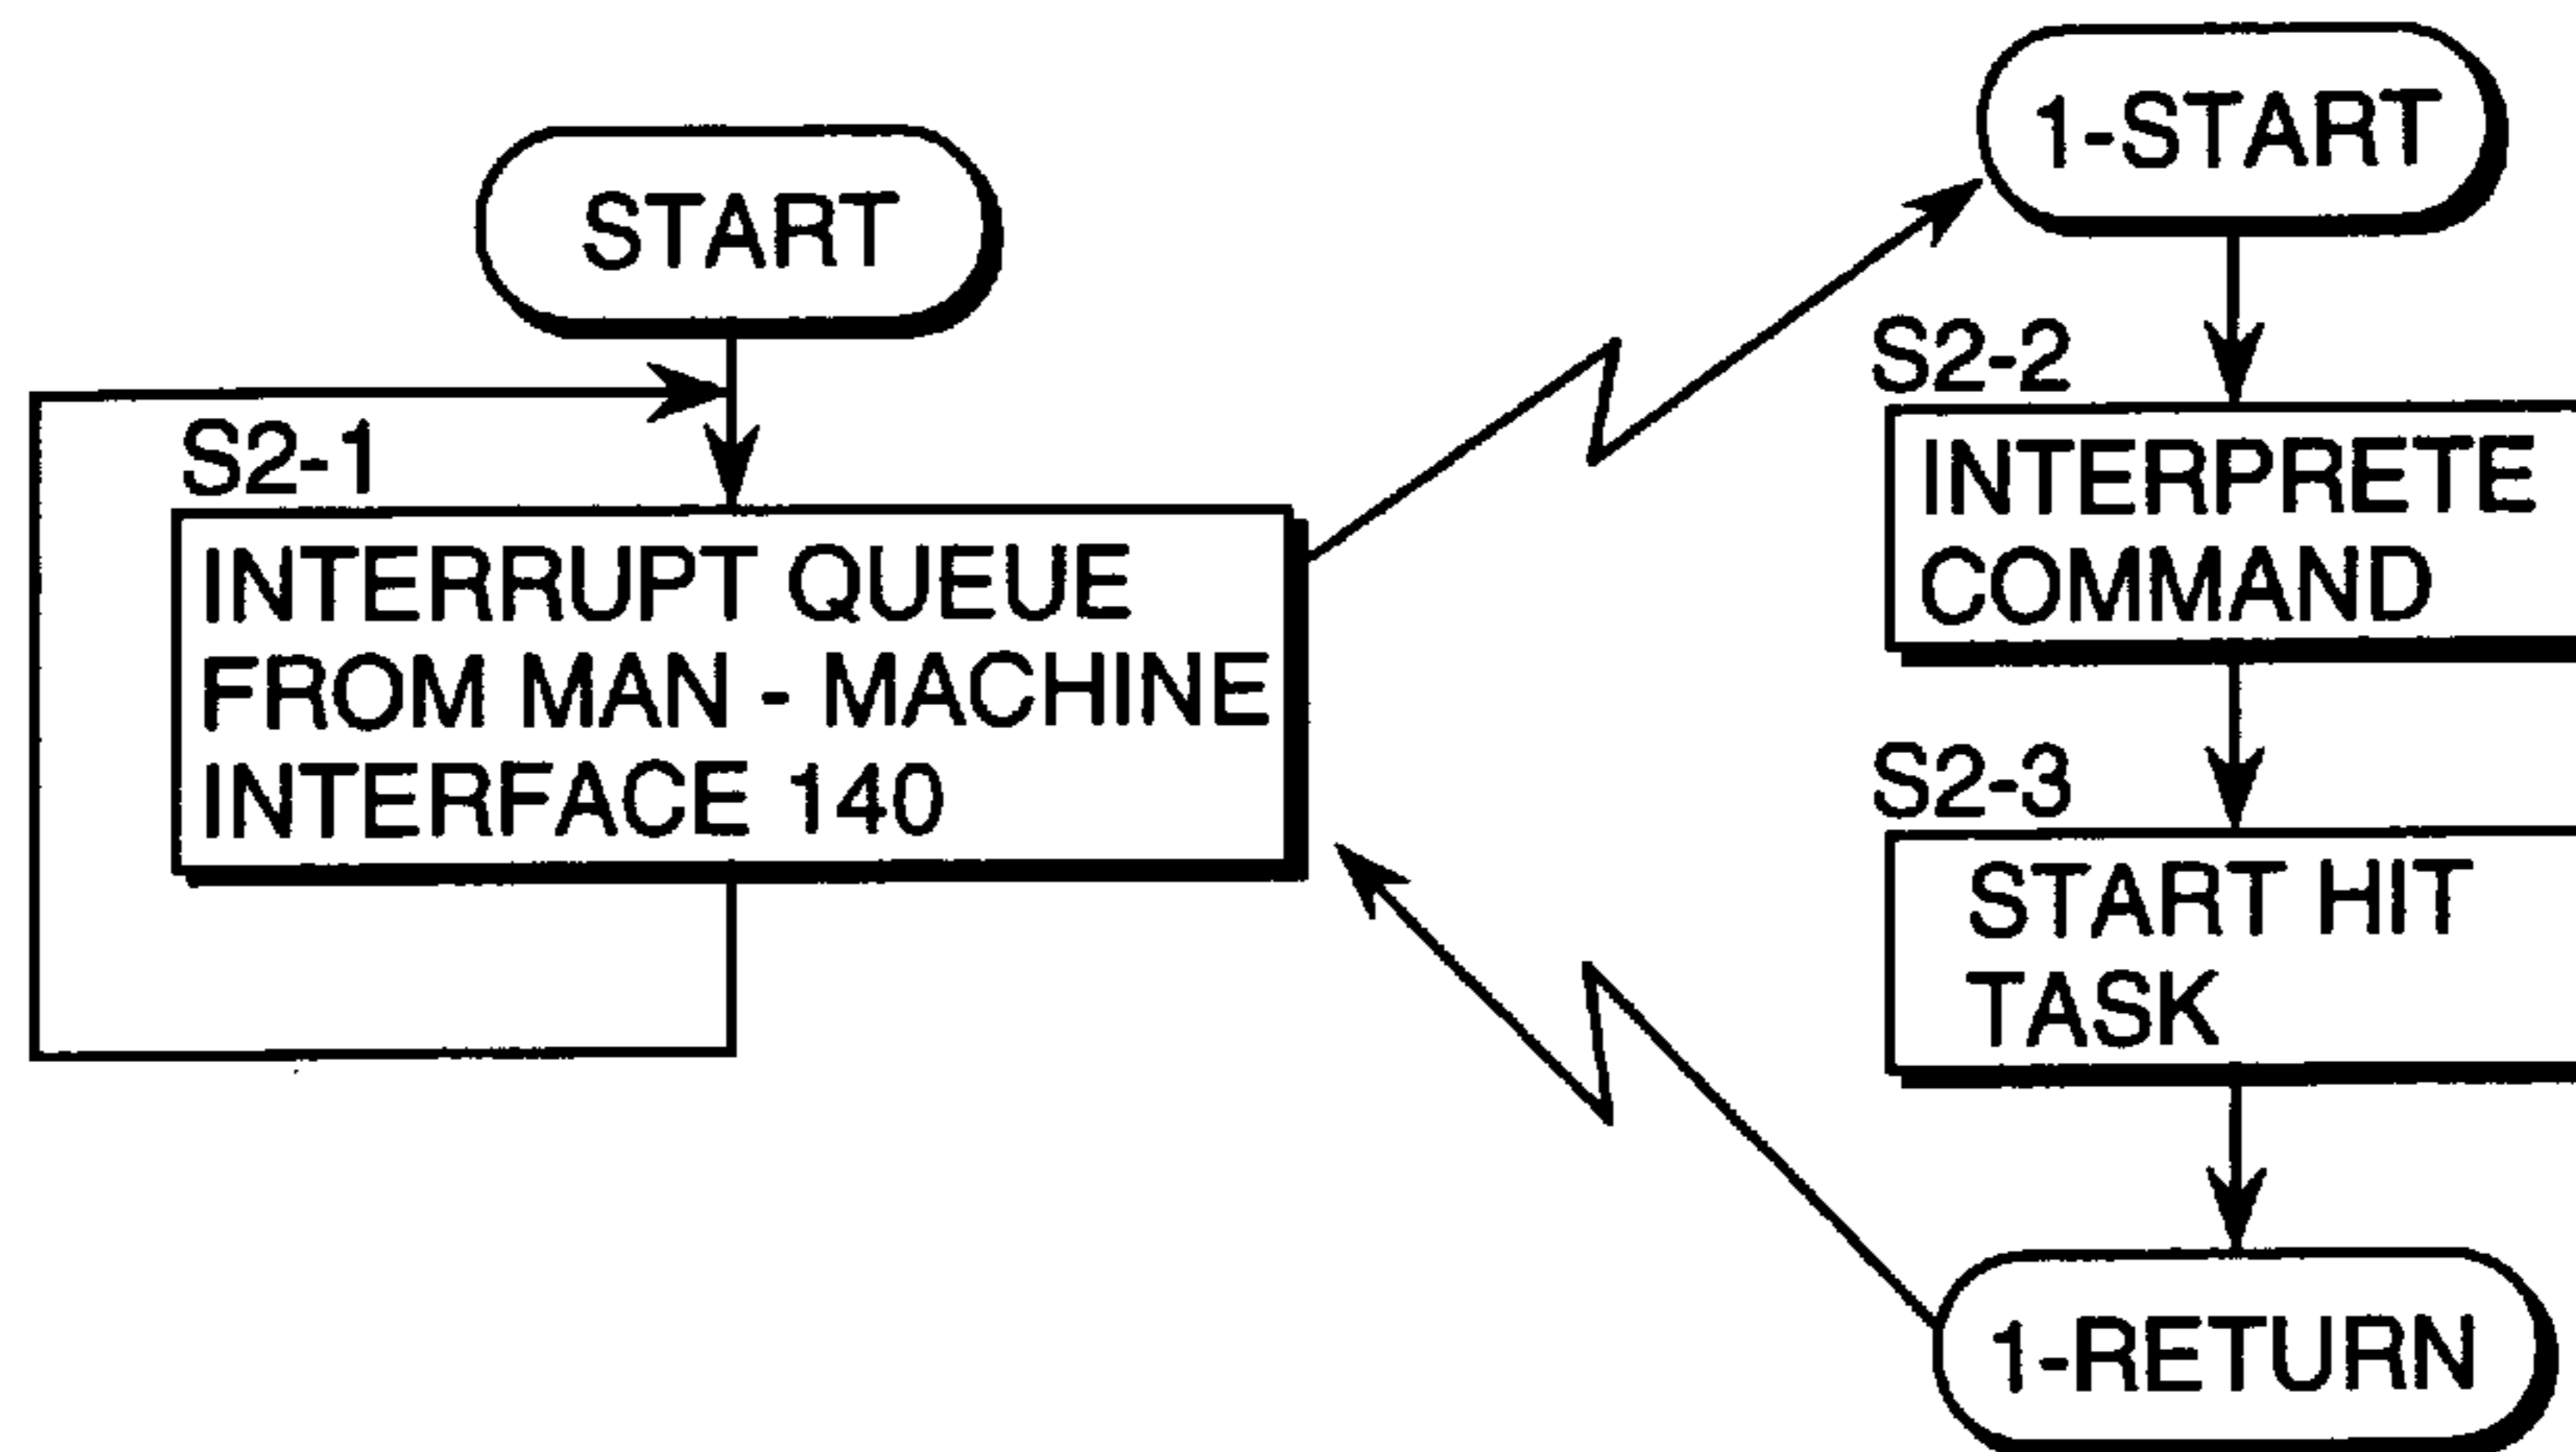 START
S2-1
INTERRUPT QUEUE
FROM MAN - MACHINE
INTERFACE 140
1-START
S2-2
INTERPRETE
COMMAND
S2-3
START HIT
TASK
1-RETURN